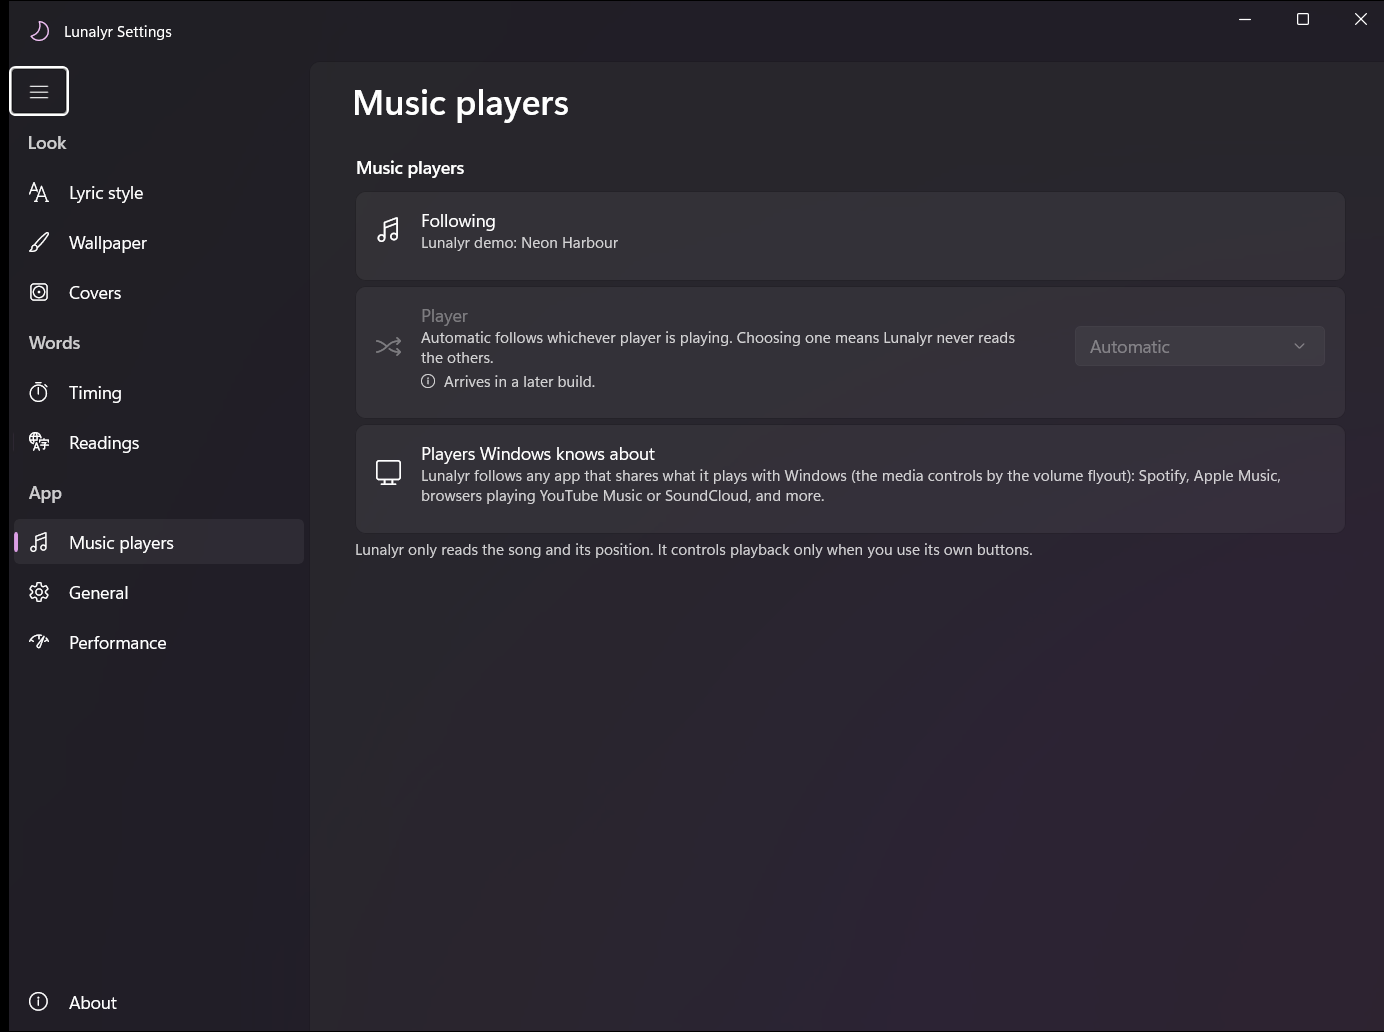 Lunalyr Settings
Look
Lyric style
Wallpaper
Covers
Words
Timing
Readings
App
Music players
General
Performance
About
Music players
Music players
Following
Lunalyr demo: Neon Harbour
Player
Automatic follows whichever player is playing. Choosing one means Lunalyr never reads
the others.
Arrives in a later build.
Automatic
Players Windows knows about
Lunalyr follows any app that shares what it plays with Windows (the media controls by the volume flyout): Spotify, Apple Music,
browsers playing YouTube Music or SoundCloud, and more.
Lunalyr only reads the song and its position. It controls playback only when you use its own buttons.